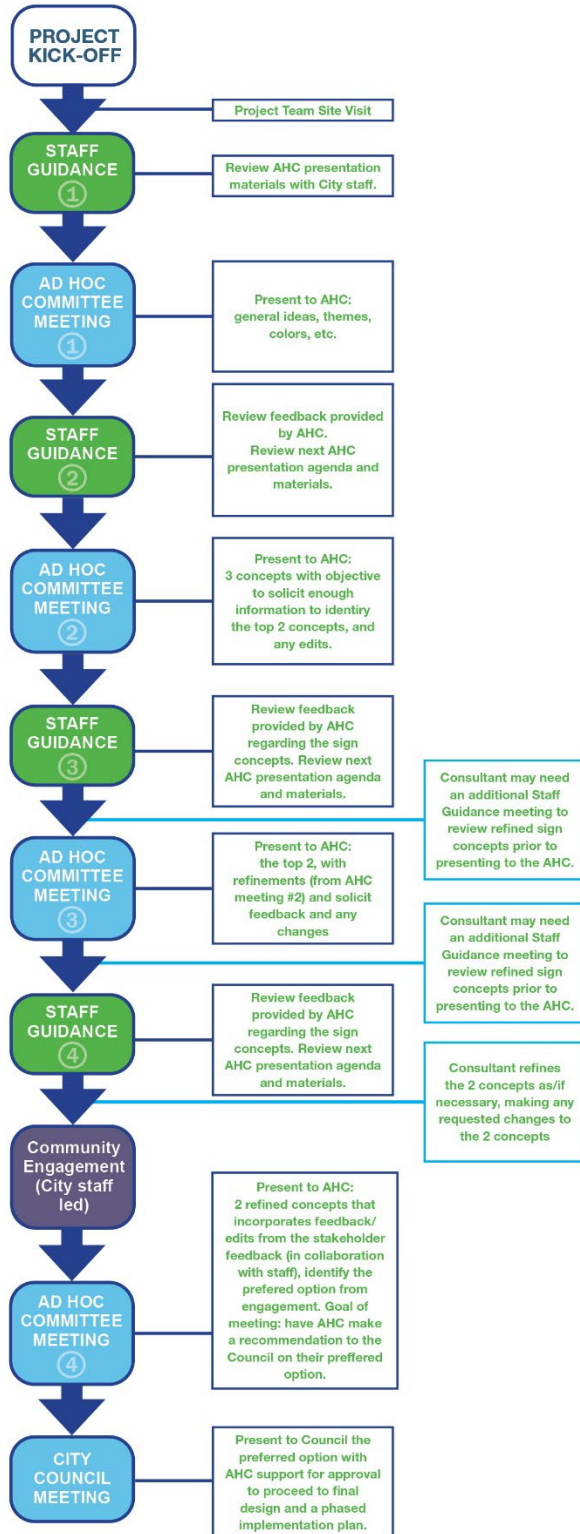 PROJECT
KICK-OFF
Project Team Site Visit
STAFF
GUIDANCE
1
Review AHC presentation
materials with City staff.
AD HOC
COMMITTEE
MEETING
1
Present to AHC:
general ideas, themes,
colors, etc.
STAFF
GUIDANCE
2
Review feedback provided
by AHC.
Review next AHC
presentation agenda and
materials.
AD HOC
COMMITTEE
MEETING
2
Present to AHC:
3 concepts with objective
to solicit enough
information to identiry
the top 2 concepts, and
any edits.
STAFF
GUIDANCE
3
Review feedback
provided by AHC
regarding the sign
concepts. Review next
AHC presentation agenda
and materials.
Consultant may need
an additional Staff
Guidance meeting to
review refined sign
concepts prior to
presenting to the AHC.
AD HOC
COMMITTEE
MEETING
3
Present to AHC:
the top 2, with
refinements (from AHC
meeting #2) and solicit
feedback and any
changes
Consultant may need
an additional Staff
Guidance meeting to
review refined sign
concepts prior to
presenting to the AHC.
STAFF
GUIDANCE
4
Review feedback
provided by AHC
regarding the sign
concepts. Review next
AHC presentation agenda
and materials.
Consultant refines
the 2 concepts as/if
necessary, making any
requested changes to
the 2 concepts
Community
Engagement
(City staff
led)
Present to AHC:
2 refined concepts that
incorporates feedback/
edits from the stakeholder
feedback (in collaboration
with staff), identify the
prefered option from
engagement. Goal of
meeting: have AHC make
a recommendation to the
Council on their preffered
option.
AD HOC
COMMITTEE
MEETING
4
CITY
COUNCIL
MEETING
Present to Council the
preferred option with
AHC support for approval
to proceed to final
design and a phased
implementation plan.